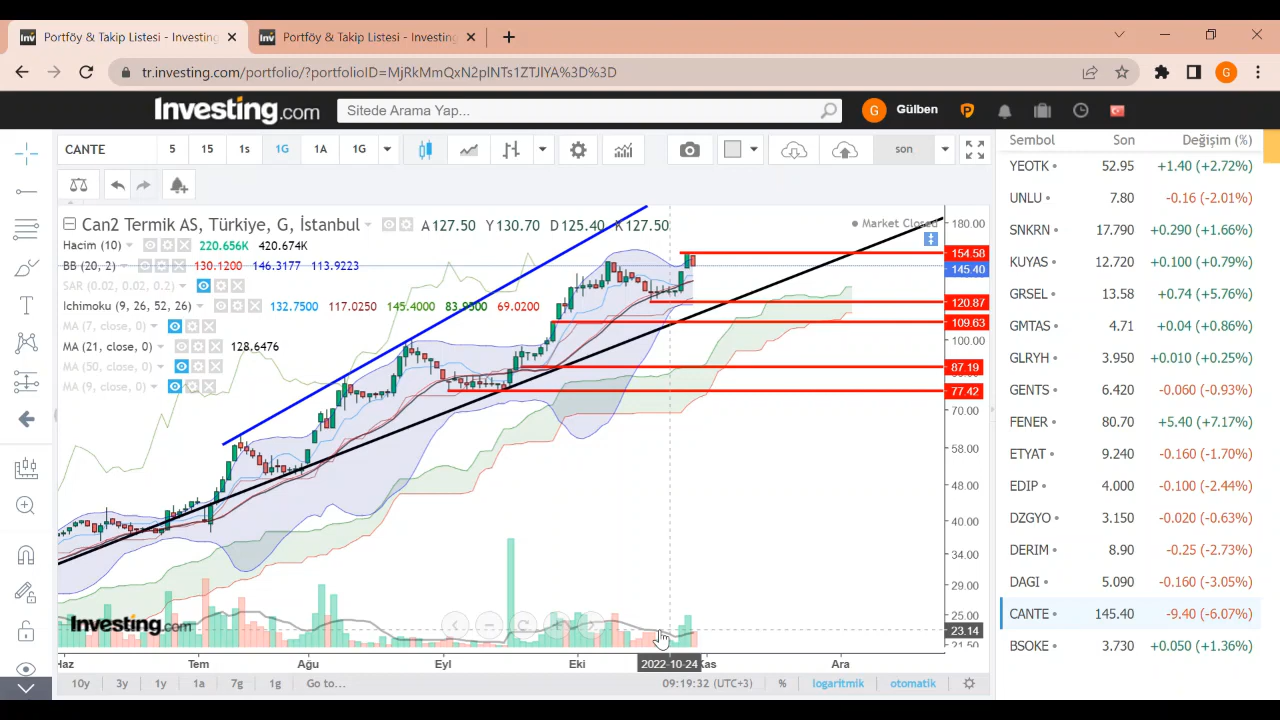 Portföy & Takip Listesi - Investing
Portföy & Takip Listesi - Investing
tr.investing.com/portfolio/?portfolioID=MjRkMmQxN2plNTs1ZTJlYA%3D%3D
G
Investing.com
Sitede Arama Yap...
G Gülben
CANTE 5 15 1s 1G 1A 1G son
Can2 Termik AS, Türkiye, G, İstanbul A127.50 Y130.70 D125.40 K127.50
Market Closed
Hacim (10) 220.656K 420.674K
BB (20, 2) 130.1200 146.3177 113.9223
SAR (0.02, 0.02, 0.2)
Ichimoku (9, 26, 52, 26) 132.7500 117.0250 145.4000 83.9500 69.0200
MA (7, close, 0)
MA (21, close, 0) 128.6476
MA (50, close, 0)
MA (9, close, 0)
180.00
154.58
145.40
120.87
109.63
100.00
87.19
77.42
70.00
58.00
48.00
40.00
34.00
29.00
25.00
23.14
21.50
Investing.com
Haz Tem Ağu Eyl Eki 2022-10-24 Kas Ara
10y 3y 1y 1a 7g 1g Go to... 09:19:32 (UTC+3) % logaritmik otomatik
Sembol Son Değişim (%)
YEOTK 52.95 +1.40 (+2.72%)
UNLU 7.80 -0.16 (-2.01%)
SNKRN 17.790 +0.290 (+1.66%)
KUYAS 12.720 +0.100 (+0.79%)
GRSEL 13.58 +0.74 (+5.76%)
GMTAS 4.71 +0.04 (+0.86%)
GLRYH 3.950 +0.010 (+0.25%)
GENTS 6.420 -0.060 (-0.93%)
FENER 80.70 +5.40 (+7.17%)
ETYAT 9.240 -0.160 (-1.70%)
EDIP 4.000 -0.100 (-2.44%)
DZGYO 3.150 -0.020 (-0.63%)
DERIM 8.90 -0.25 (-2.73%)
DAGI 5.090 -0.160 (-3.05%)
CANTE 145.40 -9.40 (-6.07%)
BSOKE 3.730 +0.050 (+1.36%)